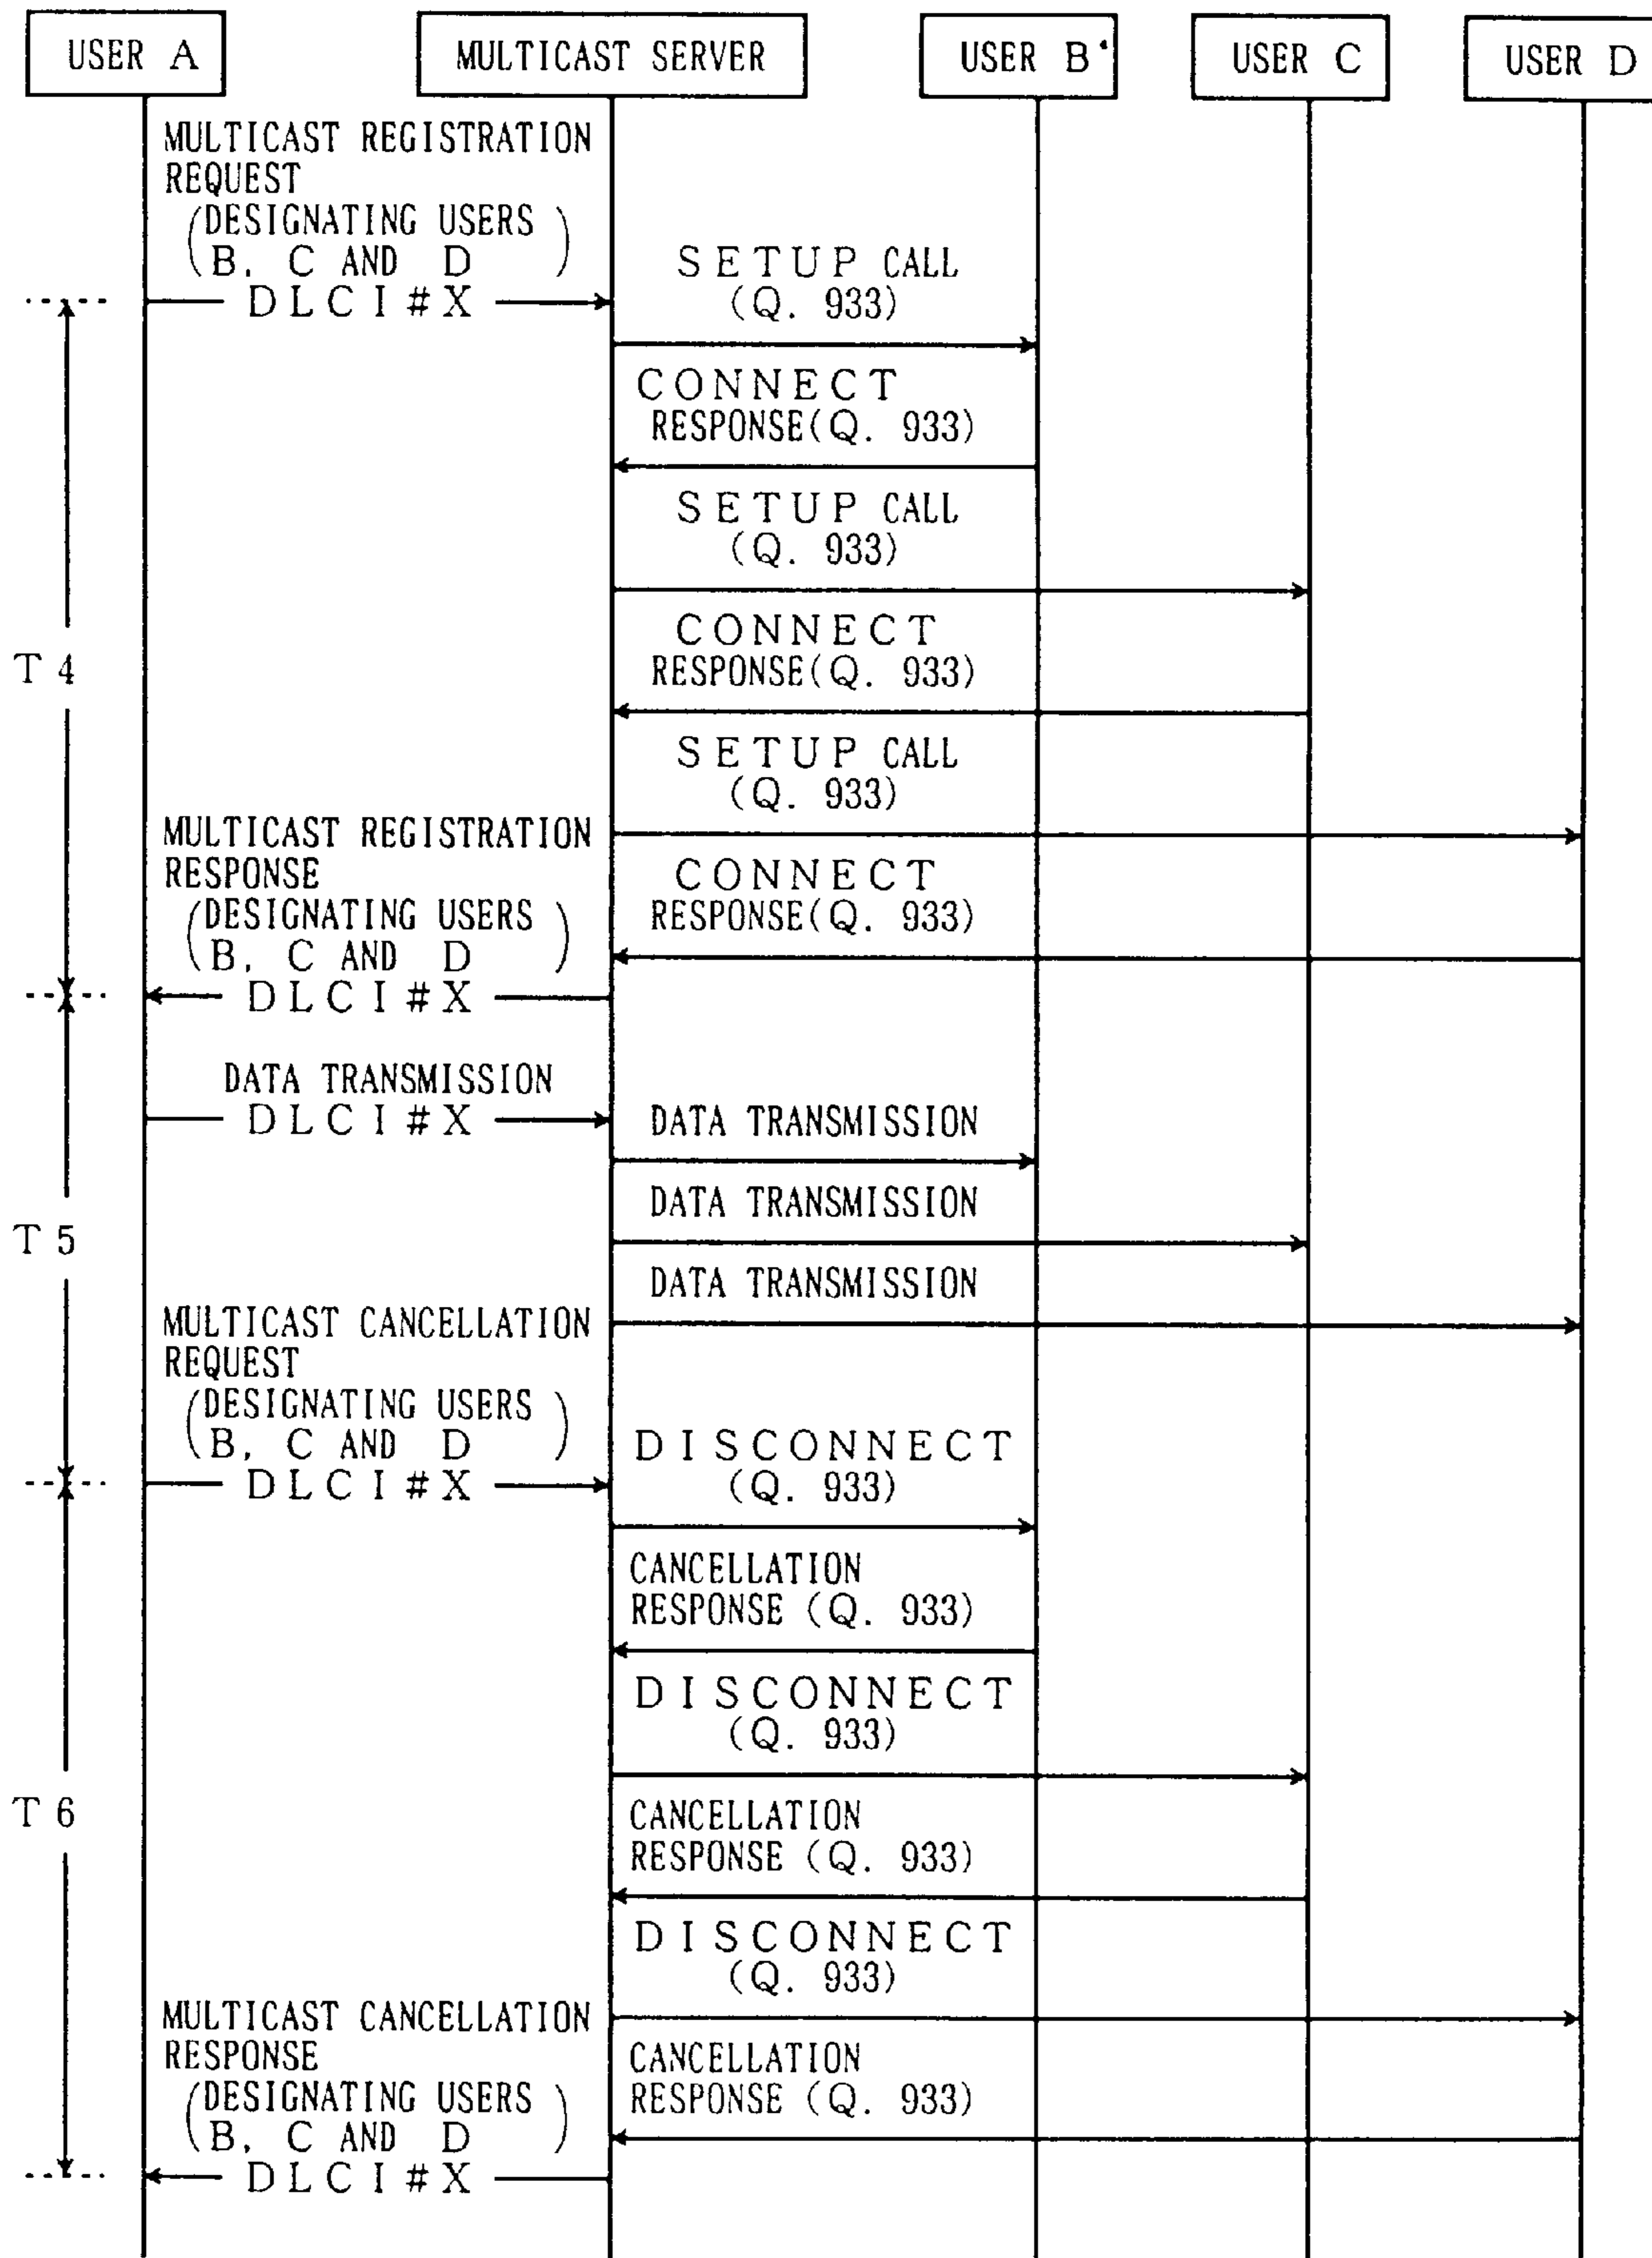 USER A
MULTICAST SERVER
USER B
USER C
USER D
MULTICAST REGISTRATION
REQUEST
(DESIGNATING USERS
B, C AND D)
DLCI#X
SETUP CALL
(Q. 933)
CONNECT
RESPONSE(Q. 933)
SETUP CALL
(Q. 933)
CONNECT
RESPONSE(Q. 933)
T4
SETUP CALL
(Q. 933)
MULTICAST REGISTRATION
RESPONSE
(DESIGNATING USERS
B, C AND D)
DLCI#X
CONNECT
RESPONSE(Q. 933)
DATA TRANSMISSION
DLCI#X
DATA TRANSMISSION
DATA TRANSMISSION
T5
DATA TRANSMISSION
MULTICAST CANCELLATION
REQUEST
(DESIGNATING USERS
B, C AND D)
DLCI#X
DISCONNECT
(Q. 933)
CANCELLATION
RESPONSE (Q. 933)
DISCONNECT
(Q. 933)
T6
CANCELLATION
RESPONSE (Q. 933)
DISCONNECT
(Q. 933)
MULTICAST CANCELLATION
RESPONSE
(DESIGNATING USERS
B, C AND D)
DLCI#X
CANCELLATION
RESPONSE (Q. 933)